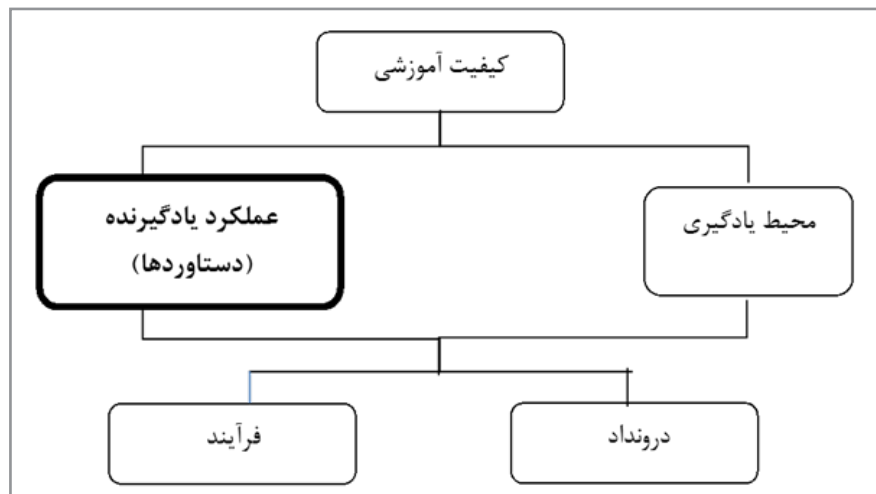 کیفیت آموزشی
محیط یادگیری
عملکرد یادگیرنده
(دستاوردها)
درونداد
فرآیند